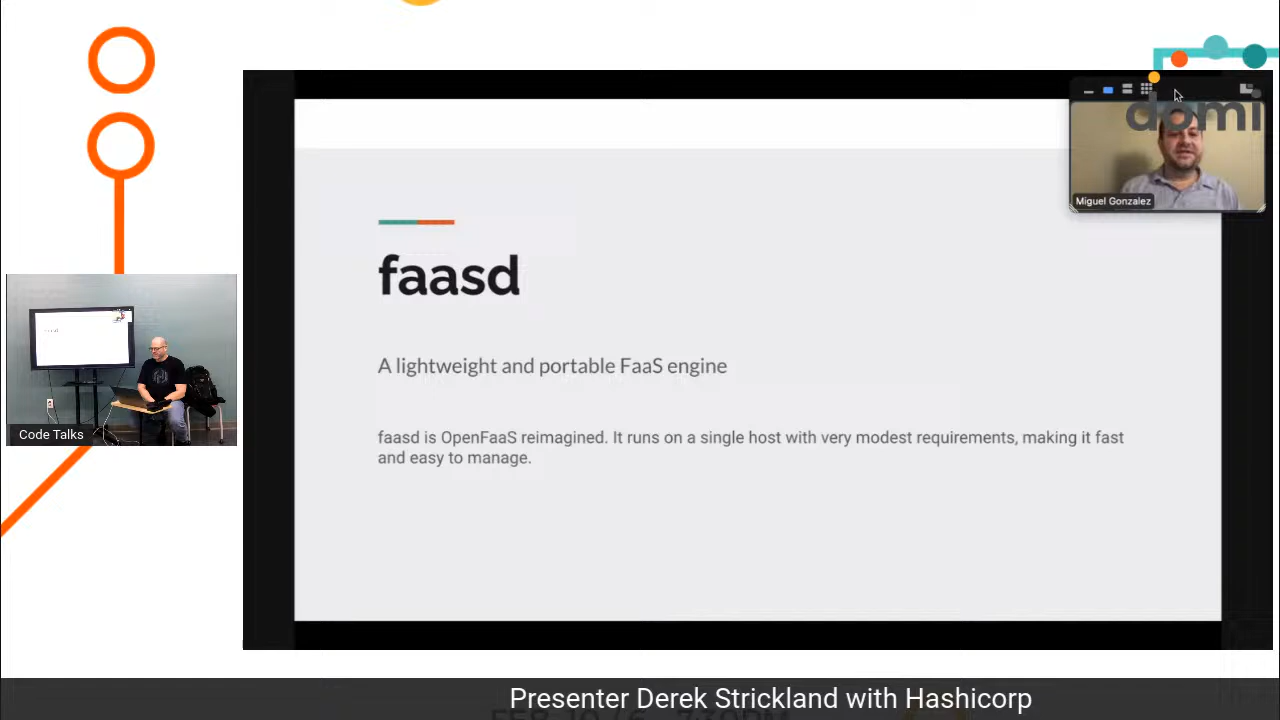 domi
Miguel Gonzalez
faasd
A lightweight and portable FaaS engine
faasd is OpenFaaS reimagined. It runs on a single host with very modest requirements, making it fast
and easy to manage.
Code Talks
Presenter Derek Strickland with Hashicorp